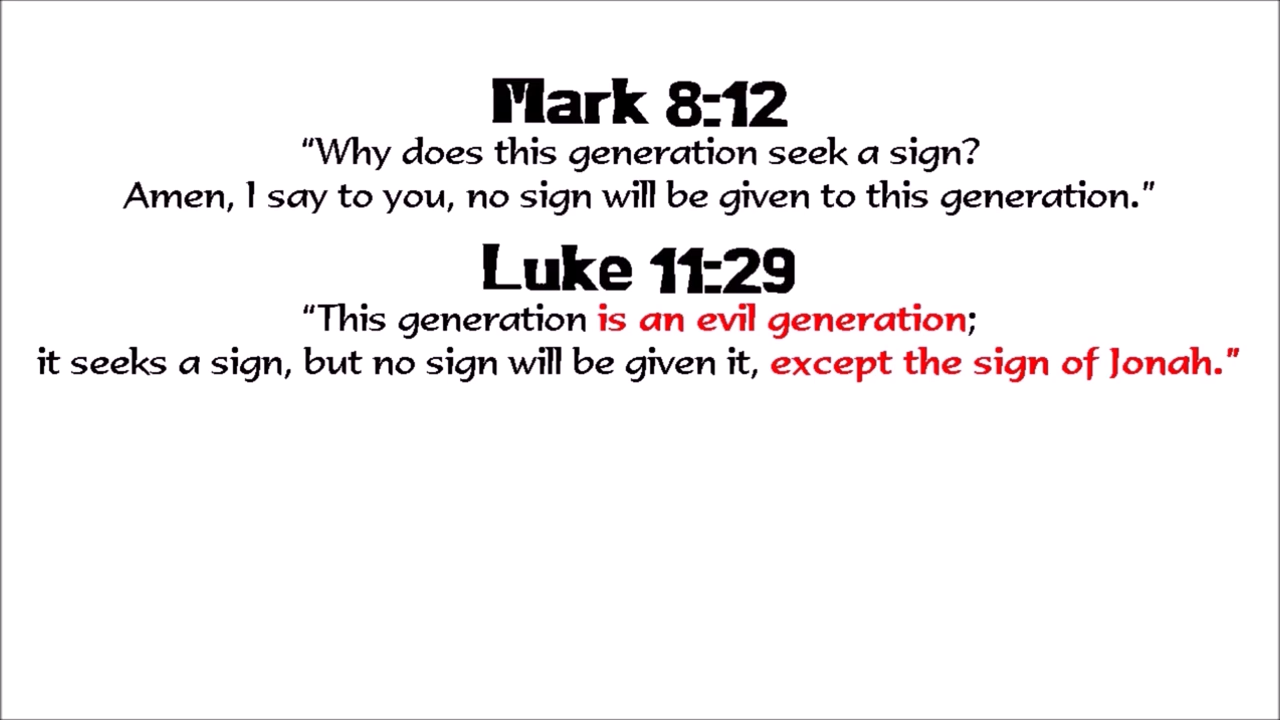 Mark 8:12
"Why does this generation seek a sign?
Amen, I say to you, no sign will be given to this generation."
Luke 11:29
"This generation is an evil generation;
it seeks a sign, but no sign will be given it, except the sign of Jonah."